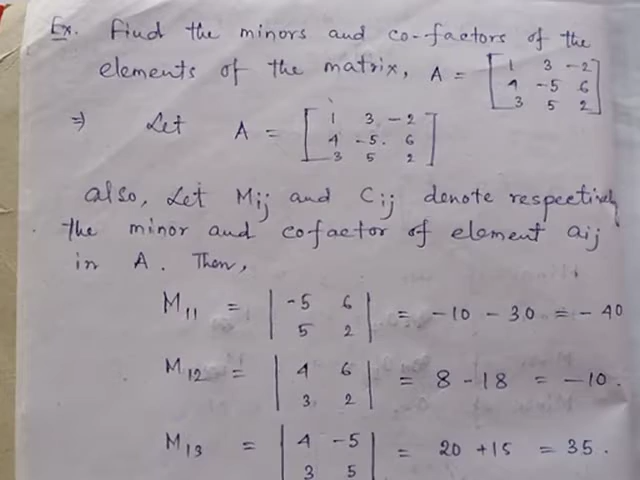 Ex. Find the minors and co-factors of the
elements of the matrix, A = [1 3 -2
4 -5 6
3 5 2]
⇒ Let A = [1 3 -2
4 -5 6
3 5 2]
also, Let Mij and Cij denote respectively
the minor and cofactor of element aij
in A. Then,
M11 = |-5 6
5 2| = -10 - 30 = -40
M12 = |4 6
3 2| = 8 - 18 = -10.
M13 = |4 -5
3 5| = 20 + 15 = 35.